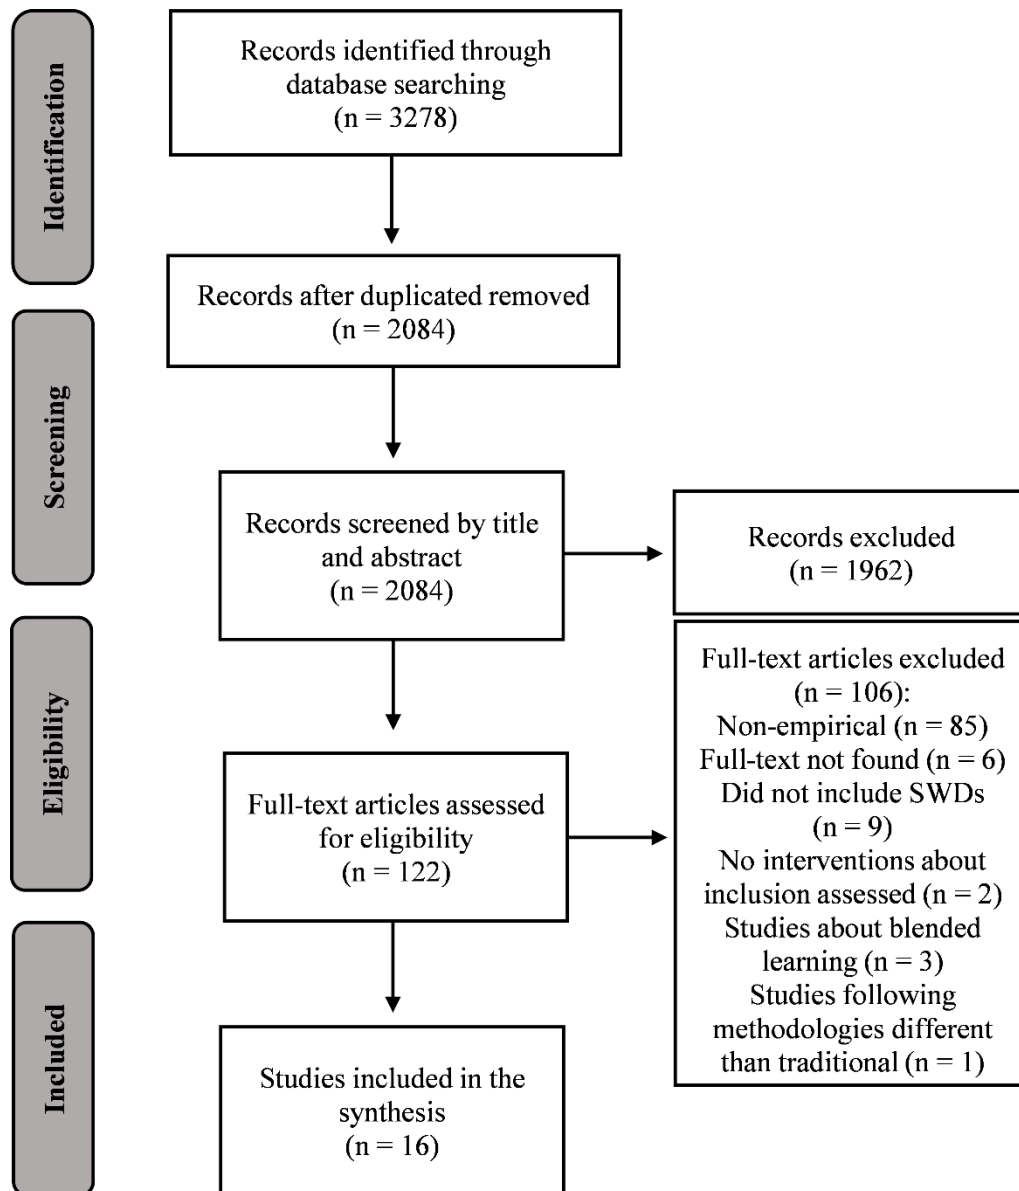 Identification
Records identified through
database searching
(n = 3278)
Records after duplicated removed
(n = 2084)
Screening
Records screened by title
and abstract
(n = 2084)
Records excluded
(n = 1962)
Eligibility
Full-text articles assessed
for eligibility
(n = 122)
Full-text articles excluded
(n = 106):
Non-empirical (n = 85)
Full-text not found (n = 6)
Did not include SWDs
(n = 9)
No interventions about
inclusion assessed (n = 2)
Studies about blended
learning (n = 3)
Studies following
methodologies different
than traditional (n = 1)
Included
Studies included in the
synthesis
(n = 16)